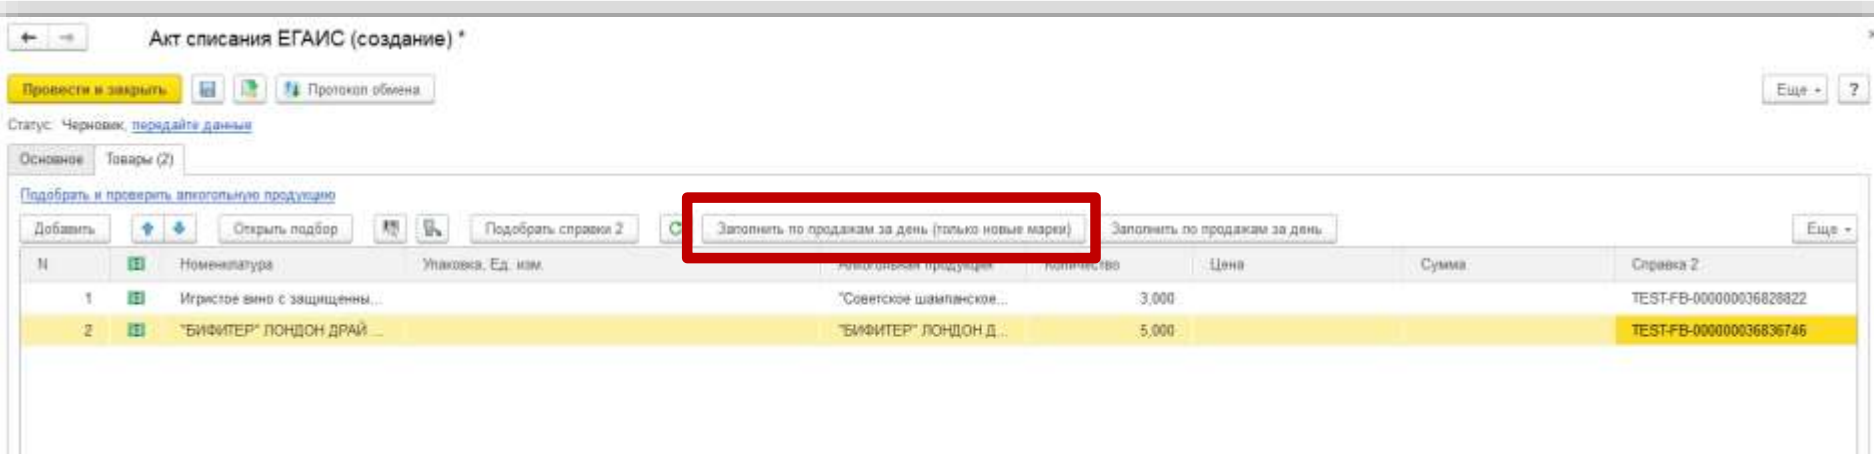 Акт списания ЕГАИС (создание) *
Провести и закрыть Протокол обмена Еще ?
Статус: Черновик, передайте данные
Основное Товары (2)
Подобрать и проверить алкогольную продукцию
Добавить Открыть подбор Подобрать справки 2 Заполнить по продажам за день (только новые марки) Заполнить по продажам за день Еще
N Номенклатура Упаковка, Ед. изм. Алкогольная продукция Количество Цена Сумма Справка 2
1 Игристое вино с защищенны... "Советское шампанское... 3,000 TEST-FB-000000036828822
2 "БИФИТЕР" ЛОНДОН ДРАЙ ... "БИФИТЕР" ЛОНДОН Д... 5,000 TEST-FB-000000036836746